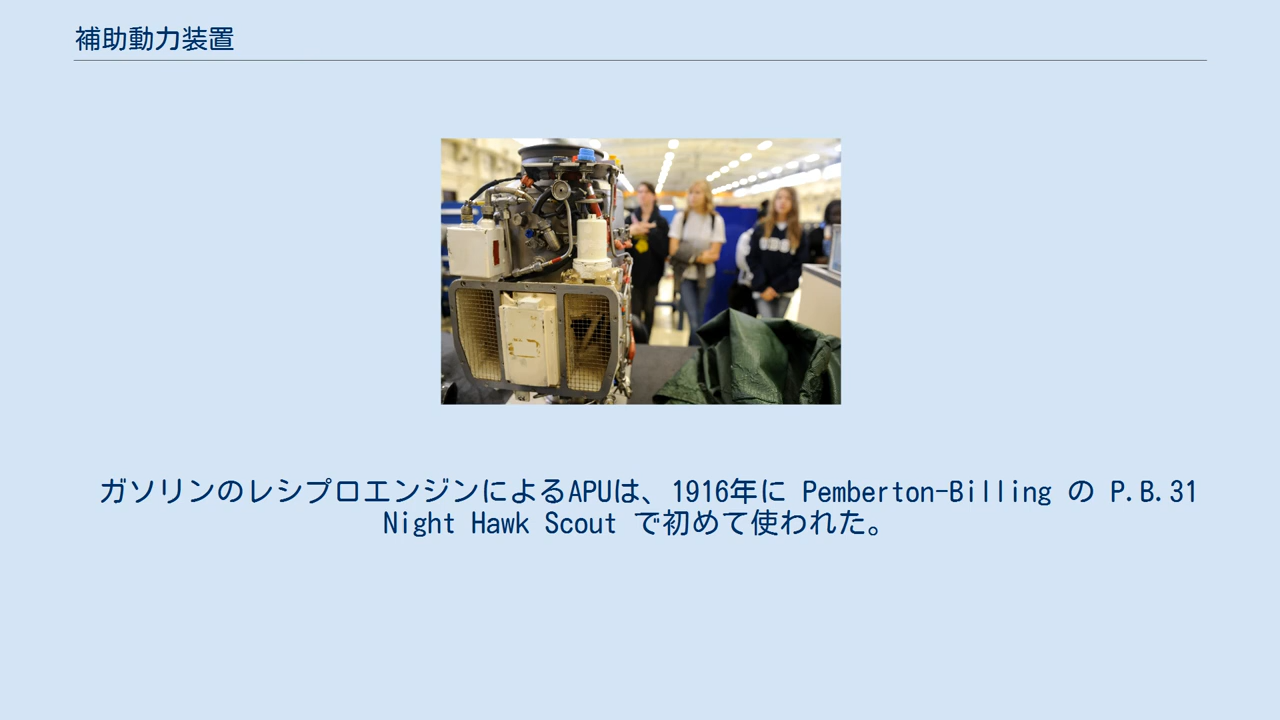 補助動力装置
ガソリンのレシプロエンジンによるAPUは、1916年に Pemberton-Billing の P.B.31
Night Hawk Scout で初めて使われた。